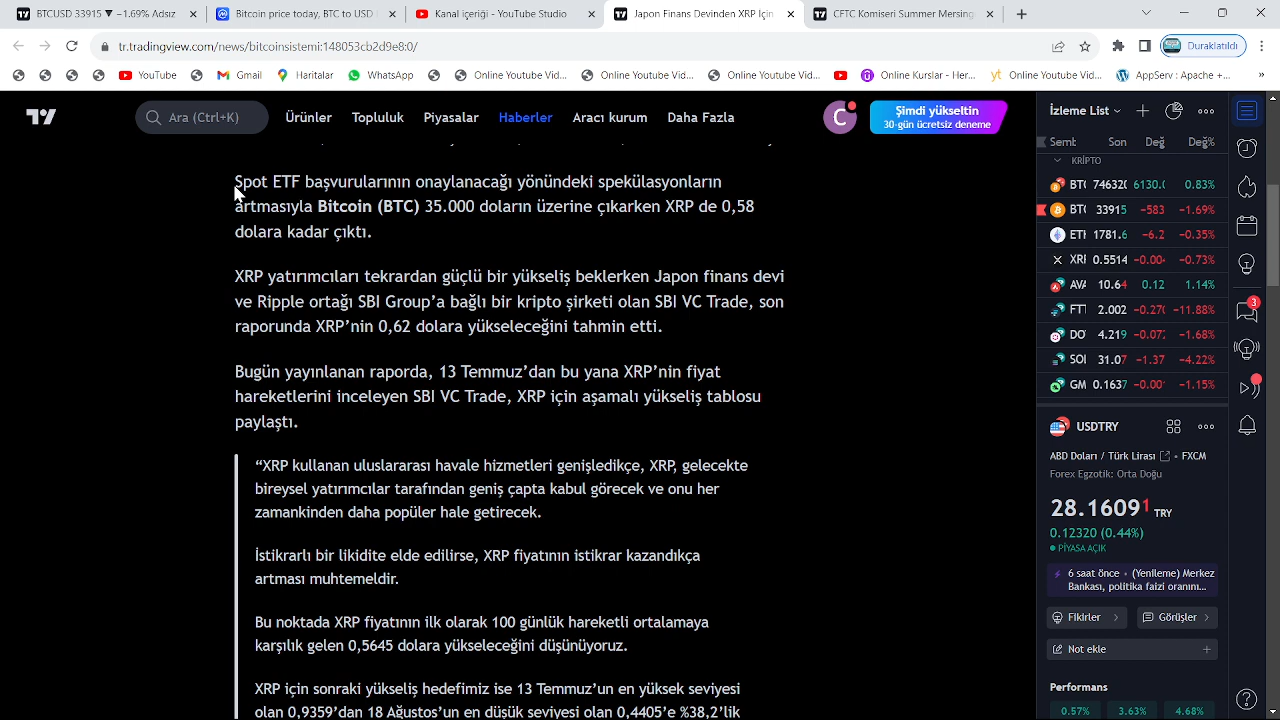 BTCUSD 33915 ▼ −1.69% Adsız
Bitcoin price today, BTC to USD
Kanal içeriği - YouTube Studio
Japon Finans Devinden XRP İçin
CFTC Komiseri Summer Mersing
tr.tradingview.com/news/bitcoinsistemi:148053cb2d9e8:0/
Duraklatıldı
YouTube
Gmail
Haritalar
WhatsApp
Online Youtube Vid...
Online Youtube Vid...
Online Youtube Vid...
Online Kurslar - Her...
Online Youtube Vid...
AppServ : Apache +...
Ara (Ctrl+K)
Ürünler
Topluluk
Piyasalar
Haberler
Aracı kurum
Daha Fazla
C
Şimdi yükseltin
30-gün ücretsiz deneme
Spot ETF başvurularının onaylanacağı yönündeki spekülasyonların
artmasıyla Bitcoin (BTC) 35.000 doların üzerine çıkarken XRP de 0,58
dolara kadar çıktı.
XRP yatırımcıları tekrardan güçlü bir yükseliş beklerken Japon finans devi
ve Ripple ortağı SBI Group’a bağlı bir kripto şirketi olan SBI VC Trade, son
raporunda XRP’nin 0,62 dolara yükseleceğini tahmin etti.
Bugün yayınlanan raporda, 13 Temmuz’dan bu yana XRP’nin fiyat
hareketlerini inceleyen SBI VC Trade, XRP için aşamalı yükseliş tablosu
paylaştı.
“XRP kullanan uluslararası havale hizmetleri genişledikçe, XRP, gelecekte
bireysel yatırımcılar tarafından geniş çapta kabul görecek ve onu her
zamankinden daha popüler hale getirecek.
İstikrarlı bir likidite elde edilirse, XRP fiyatının istikrar kazandıkça
artması muhtemeldir.
Bu noktada XRP fiyatının ilk olarak 100 günlük hareketli ortalamaya
karşılık gelen 0,5645 dolara yükseleceğini düşünüyoruz.
XRP için sonraki yükseliş hedefimiz ise 13 Temmuz’un en yüksek seviyesi
olan 0,9359’dan 18 Ağustos’un en düşük seviyesi olan 0,4405’e %38,2’lik
İzleme List
Semb Son Değ Değ%
KRİPTO
BTC 74632 6130.0 0.83%
BTC 33915 −583 −1.69%
ETH 1781.6 −6.2 −0.35%
XRI 0.5514 −0.00 −0.73%
AVA 10.64 0.12 1.14%
FTT 2.002 −0.270 −11.88%
DO 4.219 −0.07 −1.68%
SOI 31.07 −1.37 −4.22%
GM 0.1637 −0.00 −1.15%
USDTRY
ABD Doları / Türk Lirası • FXCM
Forex Egzotic: Orta Doğu
28.16091 TRY
0.12320 (0.44%)
PİYASA AÇIK
6 saat önce • (Yenileme) Merkez
Bankası, politika faizi oranını...
Fikirler
Görüşler
Not ekle
Performans
0.57%
3.63%
4.68%
3